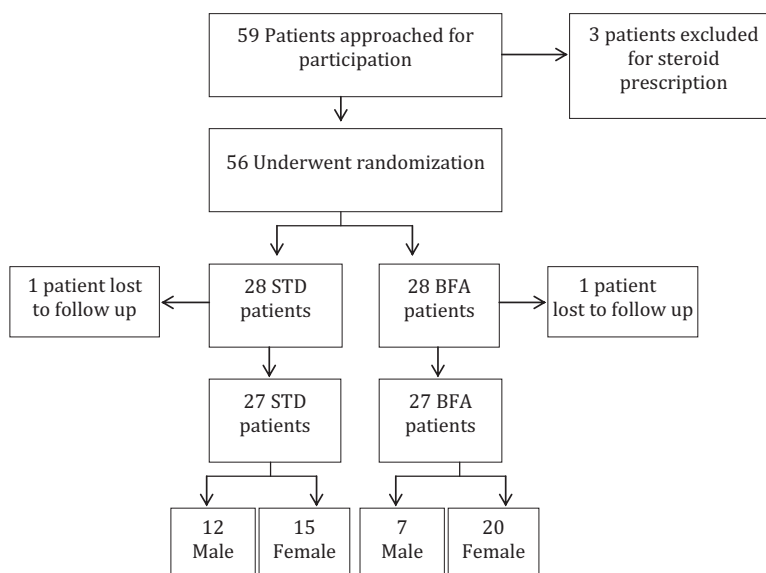 59 Patients approached for
participation
3 patients excluded
for steroid
prescription
56 Underwent randomization
1 patient lost
to follow up
28 STD
patients
28 BFA
patients
1 patient
lost to follow up
27 STD
patients
27 BFA
patients
12
Male
15
Female
7
Male
20
Female